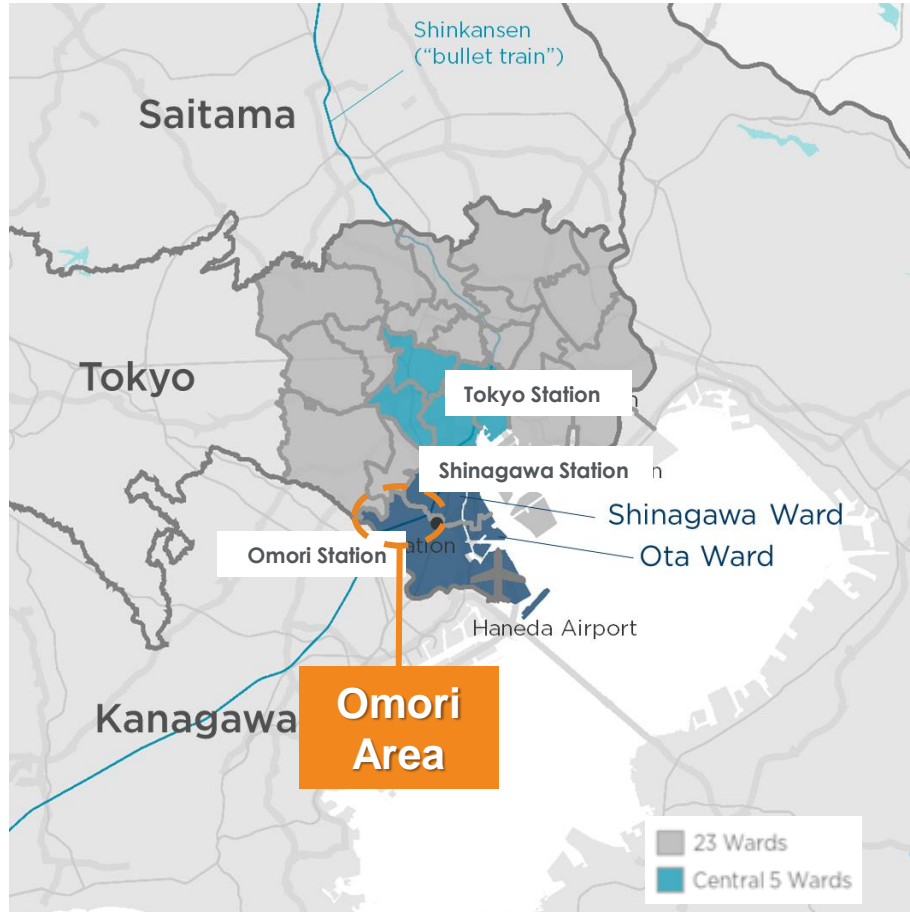 Shinkansen
("bullet train")
Saitama
Tokyo
Tokyo Station
n
Shinagawa Station
n
Shinagawa Ward
Omori Station
ation
Ota Ward
Haneda Airport
Kanagawa
Omori
Area
23 Wards
Central 5 Wards